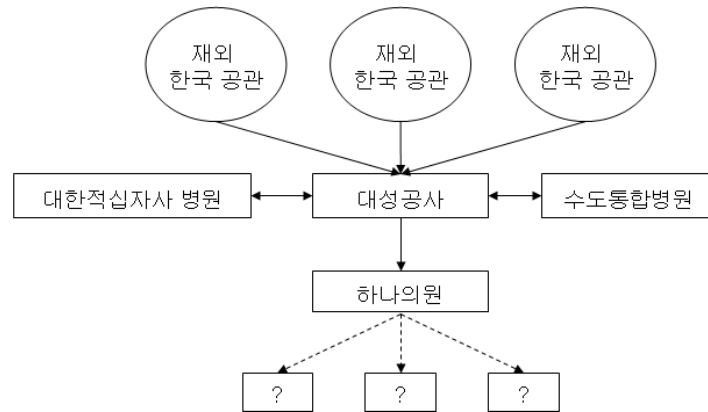 재외
한국 공관
재외
한국 공관
재외
한국 공관
대한적십자사 병원
대성공사
수도통합병원
하나의원
?
?
?